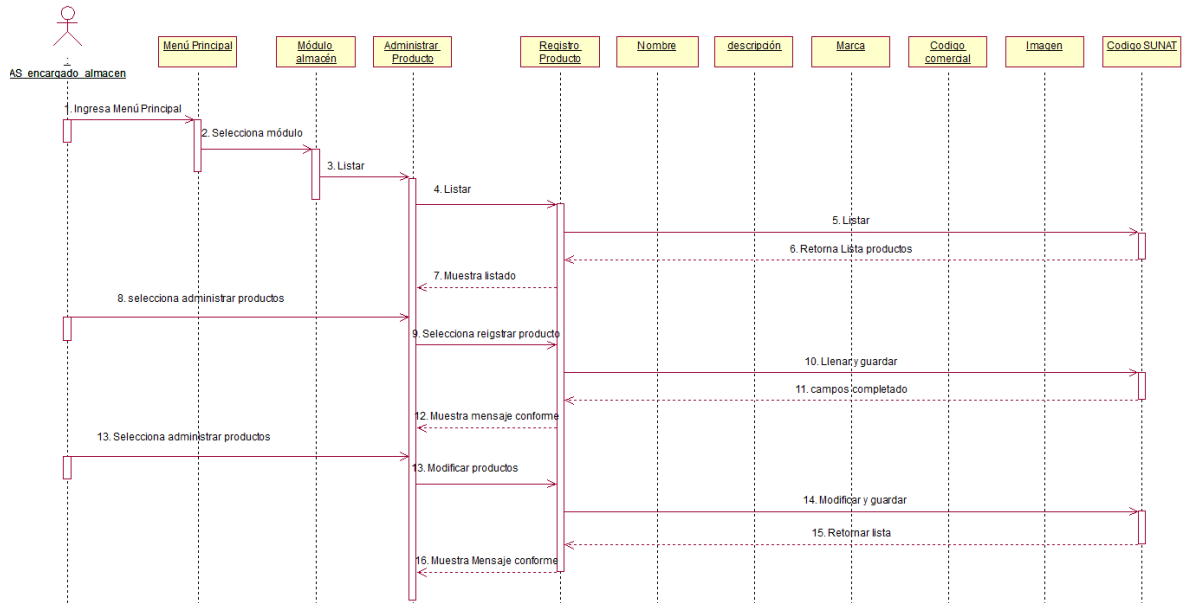 Menú Principal
Módulo
almacén
Administrar
Producto
Registro
Producto
Nombre
descripción
Marca
Codigo
comercial
Imagen
Codigo SUNAT
:
AS_encargado_almacen
1. Ingresa Menú Principal
2. Selecciona módulo
3. Listar
4. Listar
5. Listar
6. Retorna Lista productos
7. Muestra listado
8. selecciona administrar productos
9. Selecciona reigstrar producto
10. Llenar y guardar
11. campos completado
12. Muestra mensaje conforme
13. Selecciona administrar productos
13. Modificar productos
14. Modificar y guardar
15. Retornar lista
16. Muestra Mensaje conforme